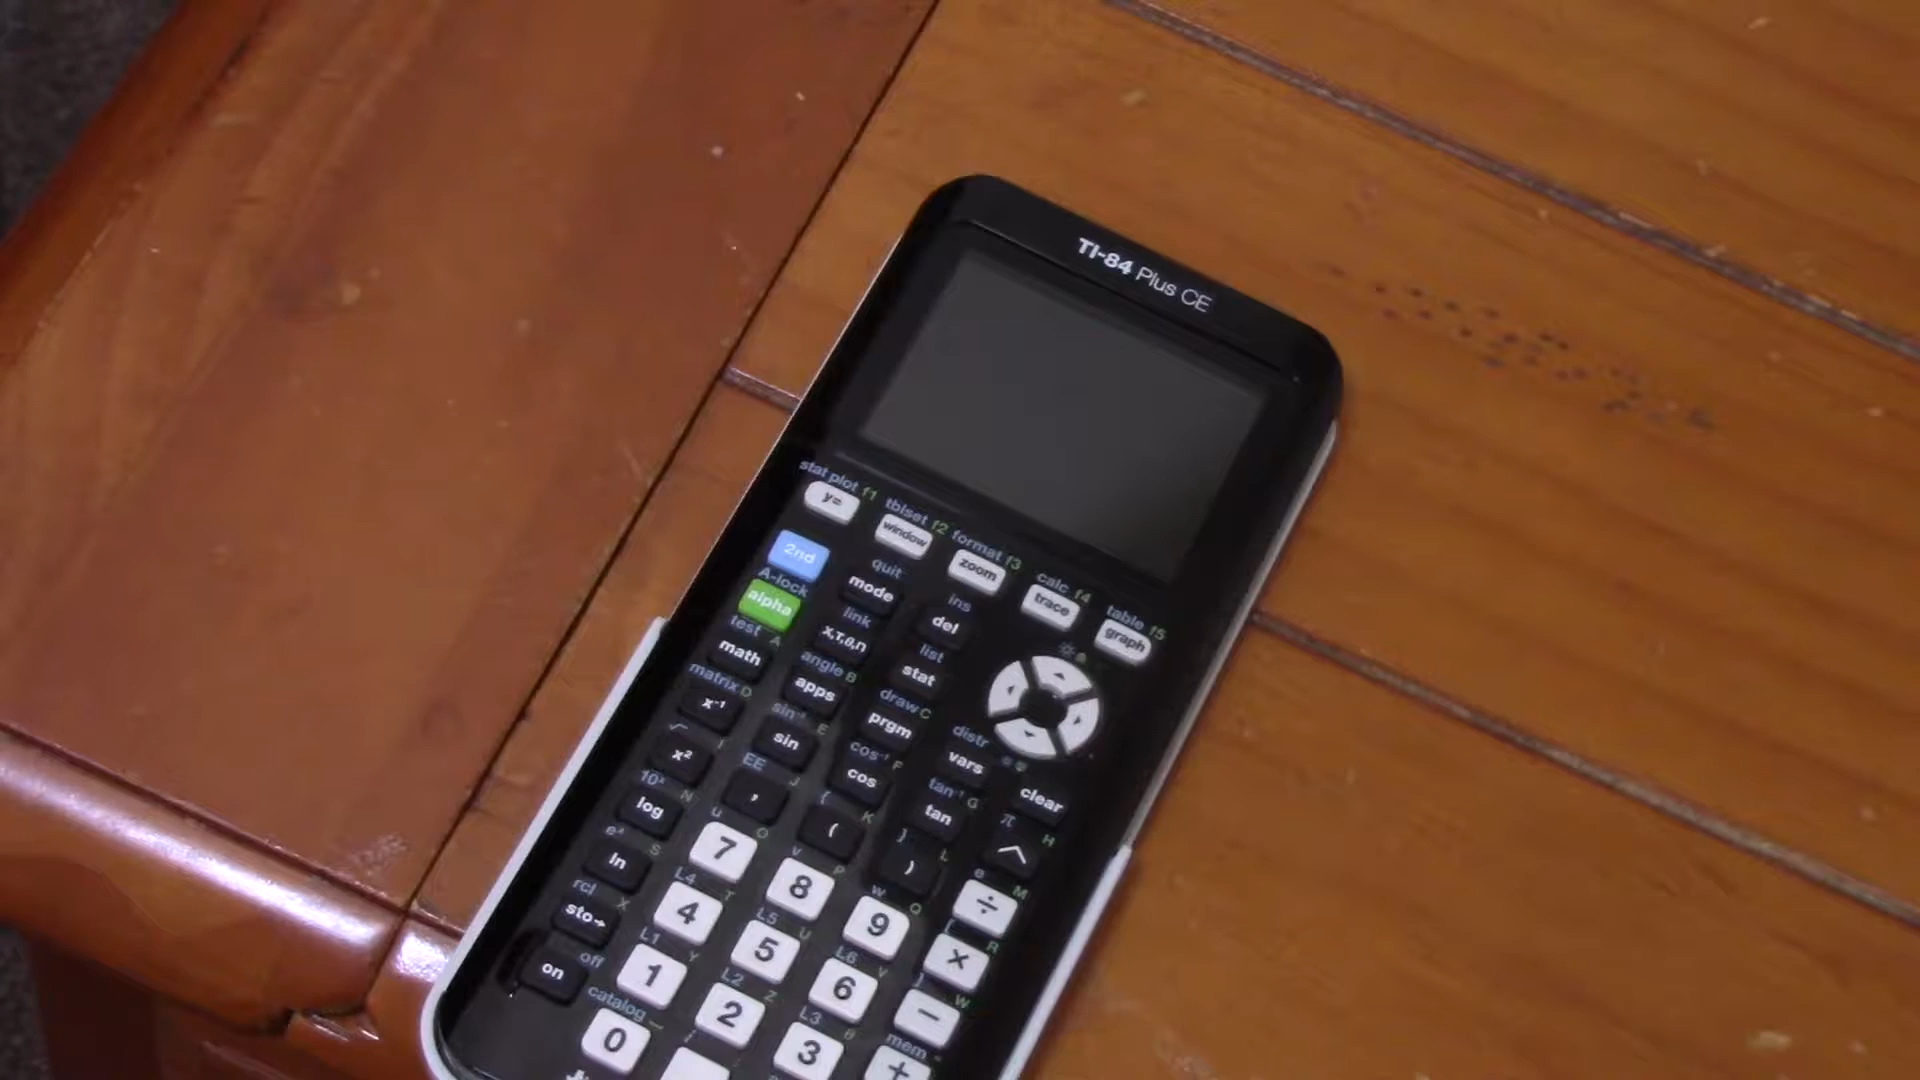 TI-84 Plus CE
stat plot f1 tblset f2 format f3 calc f4 table f5
y= window zoom trace graph
quit ins
2nd mode del
A-lock link list
alpha X,T,θ,n stat
test A angle B draw C distr
math apps prgm vars clear
matrix D sin⁻¹ E cos⁻¹ F tan⁻¹ G π H
x⁻¹ sin cos tan ^
√ I EE J { K } L e M
x² , ( ) ÷
10ˣ N u O v P w Q [ R
log 7 8 9 ×
eˣ S L4 T L5 U L6 V ] W
ln 4 5 6 −
rcl X L1 Y L2 Z L3 θ mem "
sto→ 1 2 3 +
off catalog
on 0